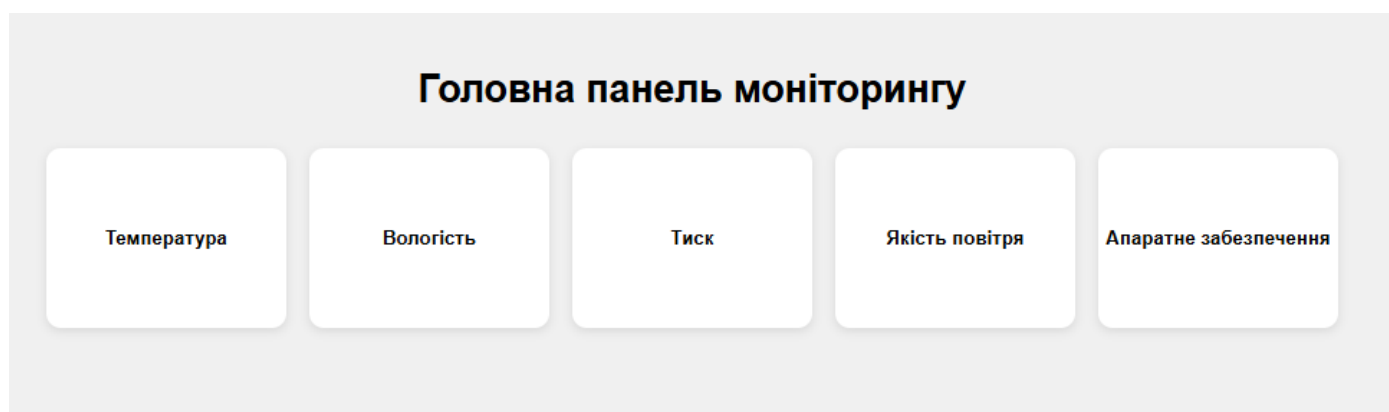 Головна панель моніторингу
Температура
Вологість
Тиск
Якість повітря
Апаратне забезпечення